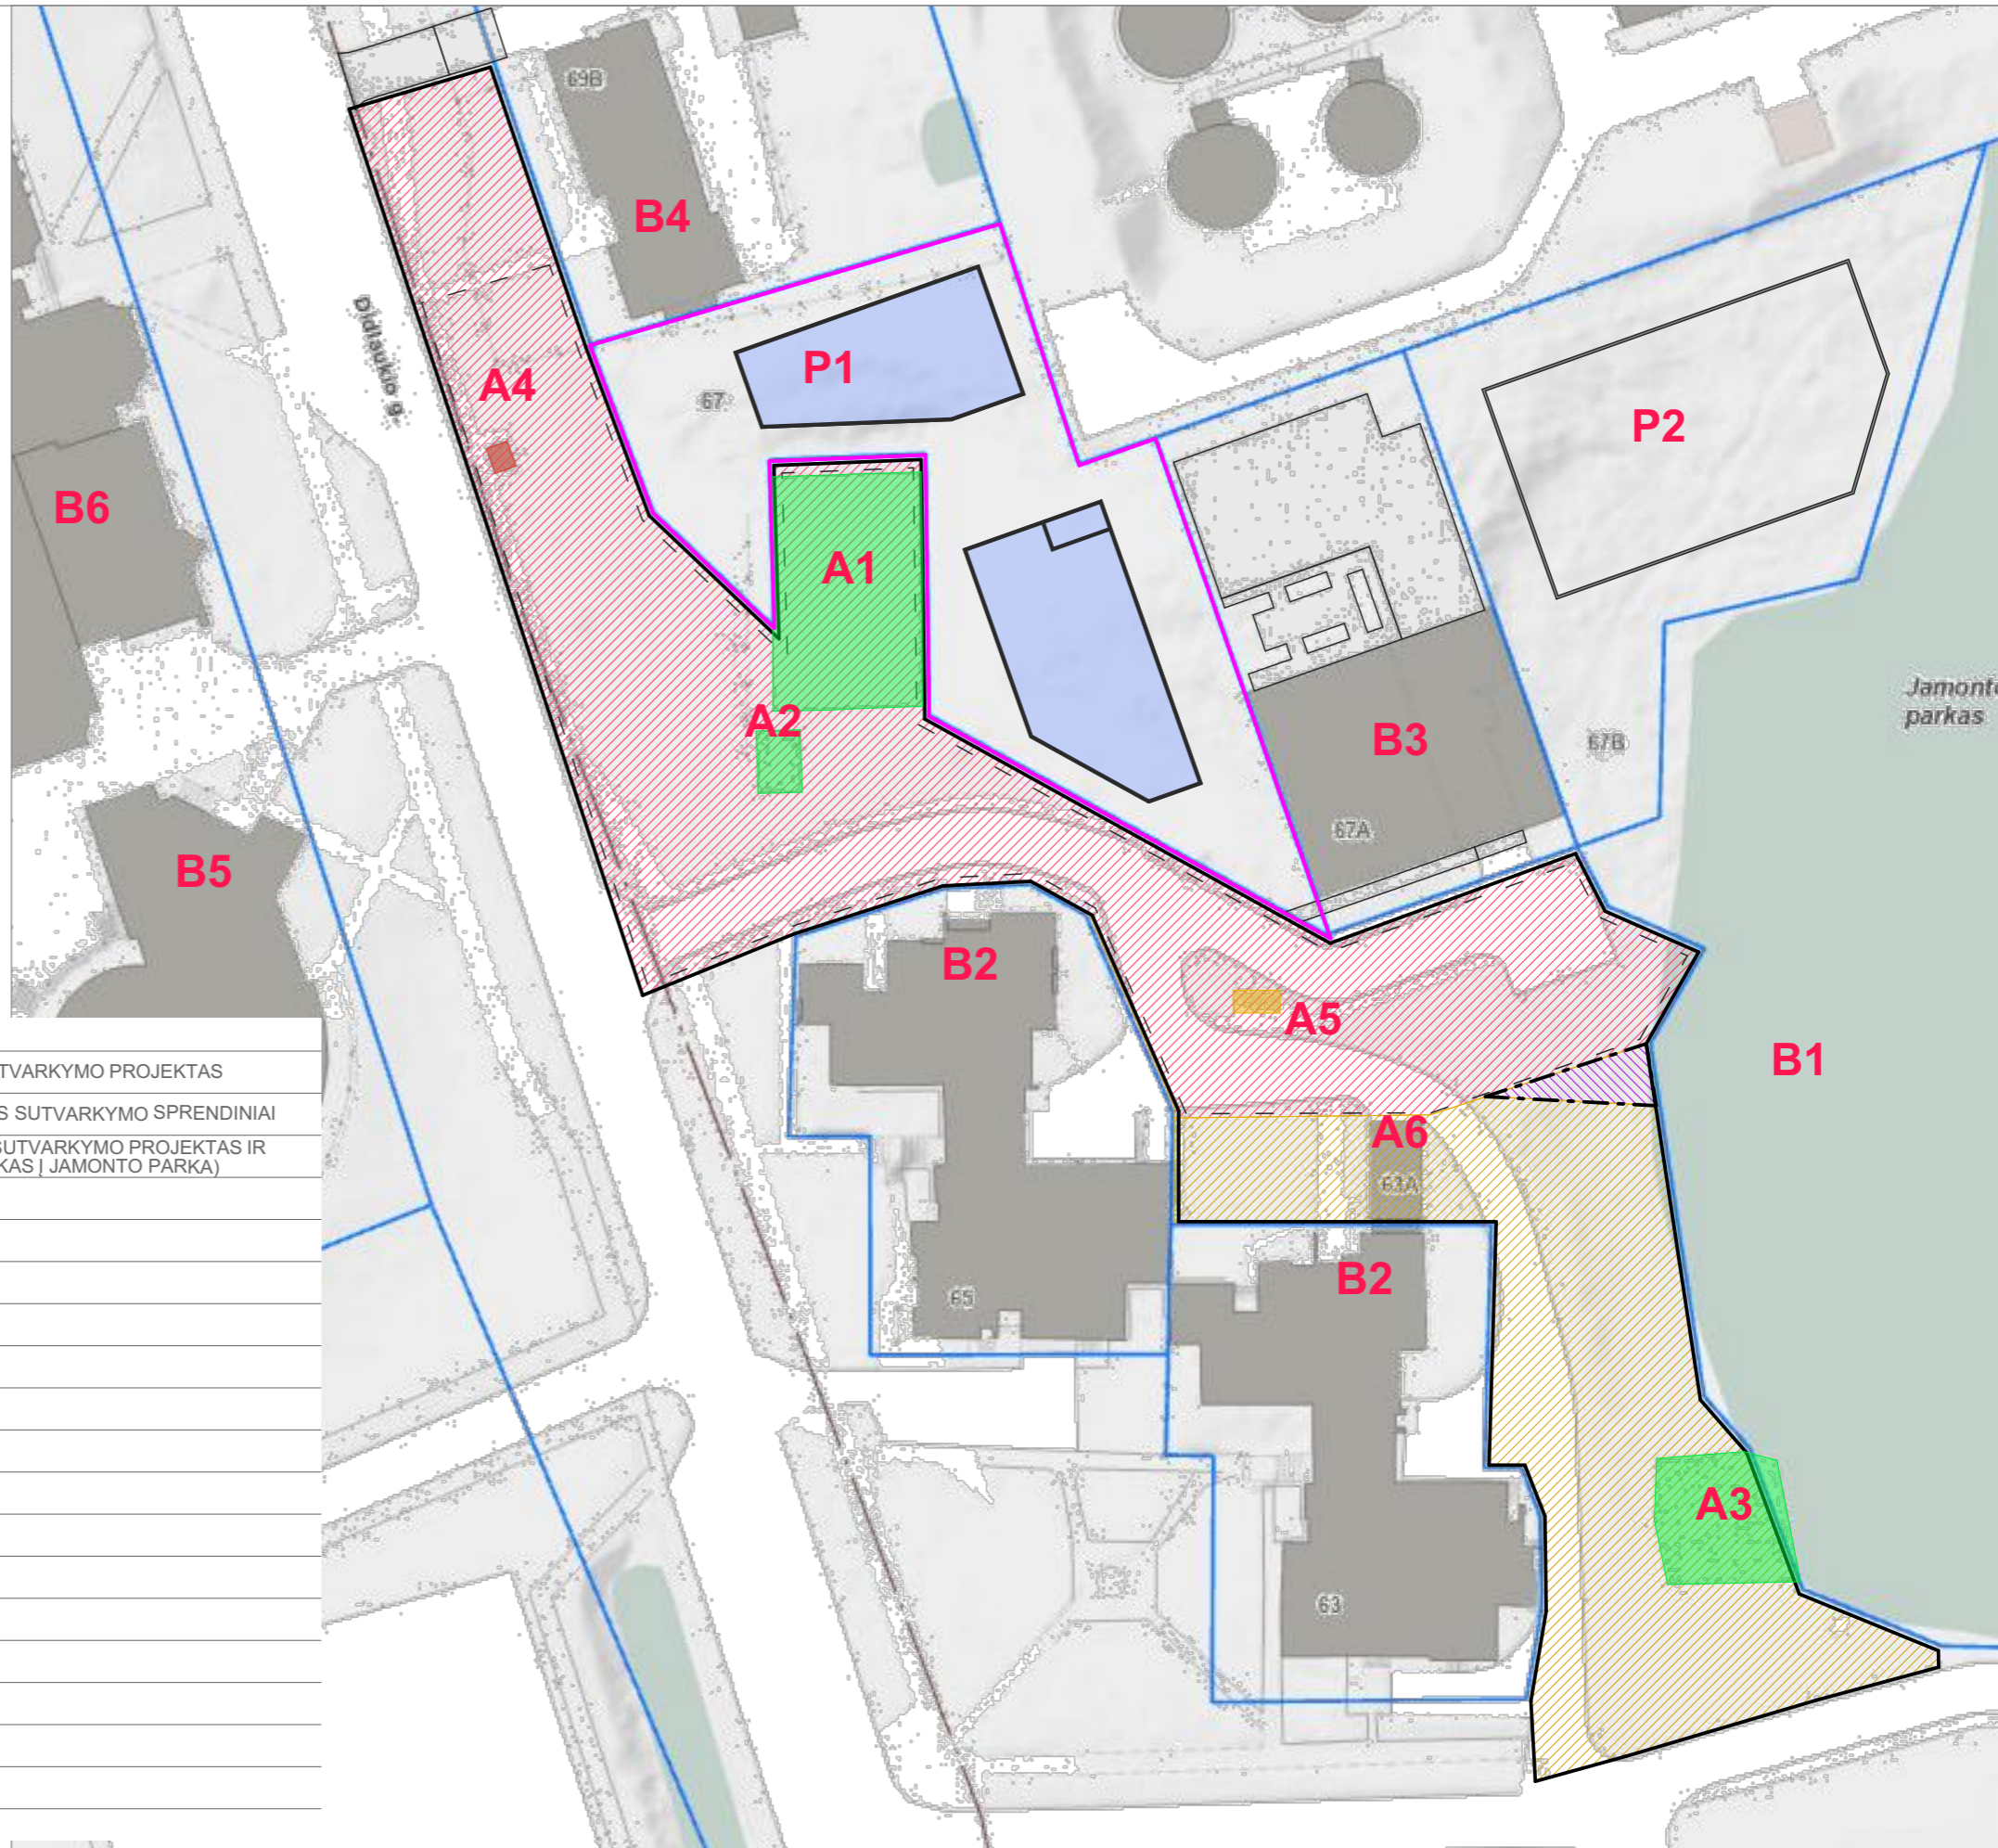 69B
B4
Didlaukio g.
A4
67
P1
P2
B6
A1
A2
B3
67B
Jamonto
parkas
67A
B5
B2
A5
B1
TVARKYMO PROJEKTAS
S SUTVARKYMO SPRENDINIAI
SUTVARKYMO PROJEKTAS IR
KAS Į JAMONTO PARKA)
A6
63A
B2
65
A3
63